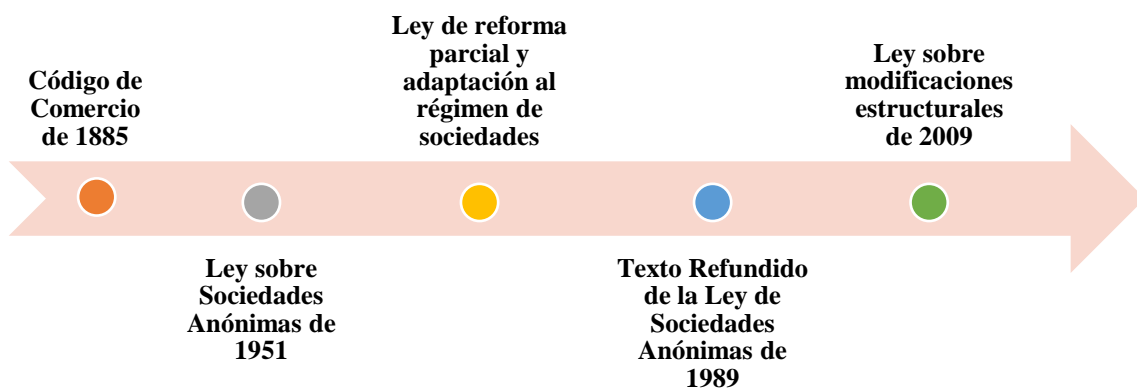 Código de
Comercio
de 1885
Ley sobre
Sociedades
Anónimas de
1951
Ley de reforma
parcial y
adaptación al
régimen de
sociedades
Texto Refundido
de la Ley de
Sociedades
Anónimas de
1989
Ley sobre
modificaciones
estructurales
de 2009